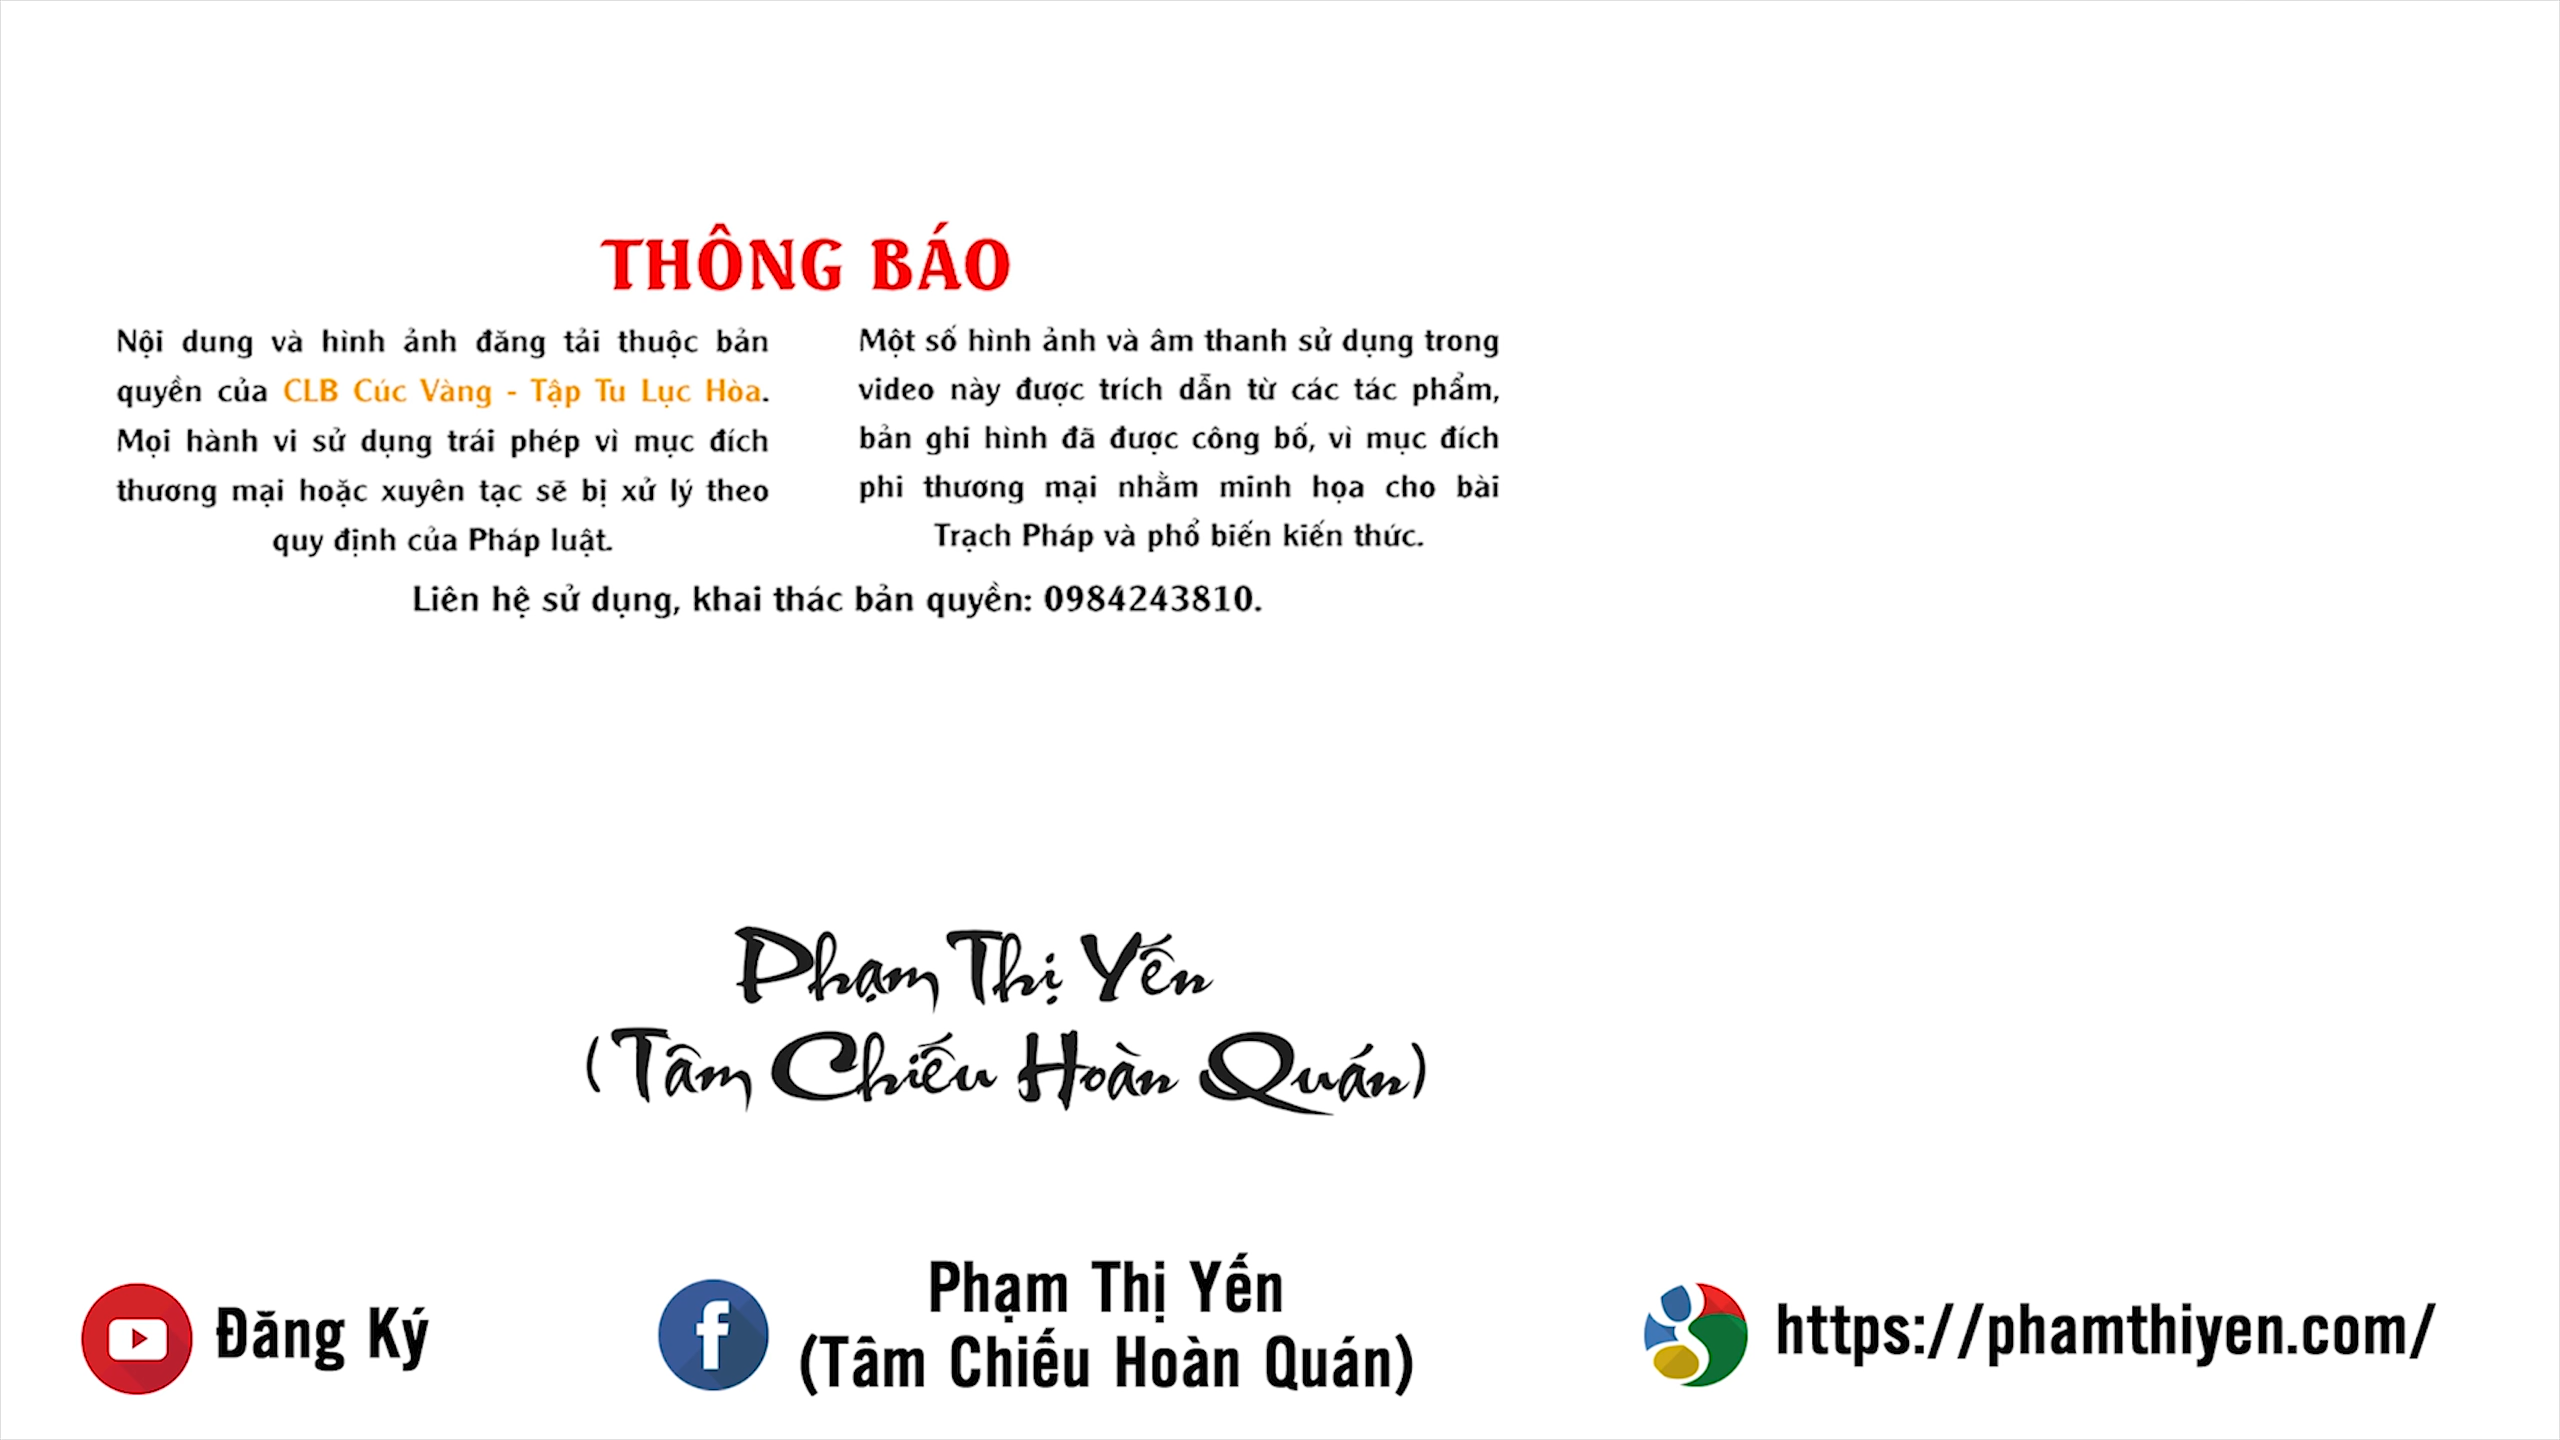 THÔNG BÁO
Nội dung và hình ảnh đăng tải thuộc bản
quyền của CLB Cúc Vàng - Tập Tu Lục Hòa.
Mọi hành vi sử dụng trái phép vì mục đích
thương mại hoặc xuyên tạc sẽ bị xử lý theo
quy định của Pháp luật.
Một số hình ảnh và âm thanh sử dụng trong
video này được trích dẫn từ các tác phẩm,
bản ghi hình đã được công bố, vì mục đích
phi thương mại nhằm minh họa cho bài
Trạch Pháp và phổ biến kiến thức.
Liên hệ sử dụng, khai thác bản quyền: 0984243810.
Phạm Thị Yến
(Tâm Chiếu Hoàn Quán)
Đăng Ký
Phạm Thị Yến
(Tâm Chiếu Hoàn Quán)
https://phamthiyen.com/